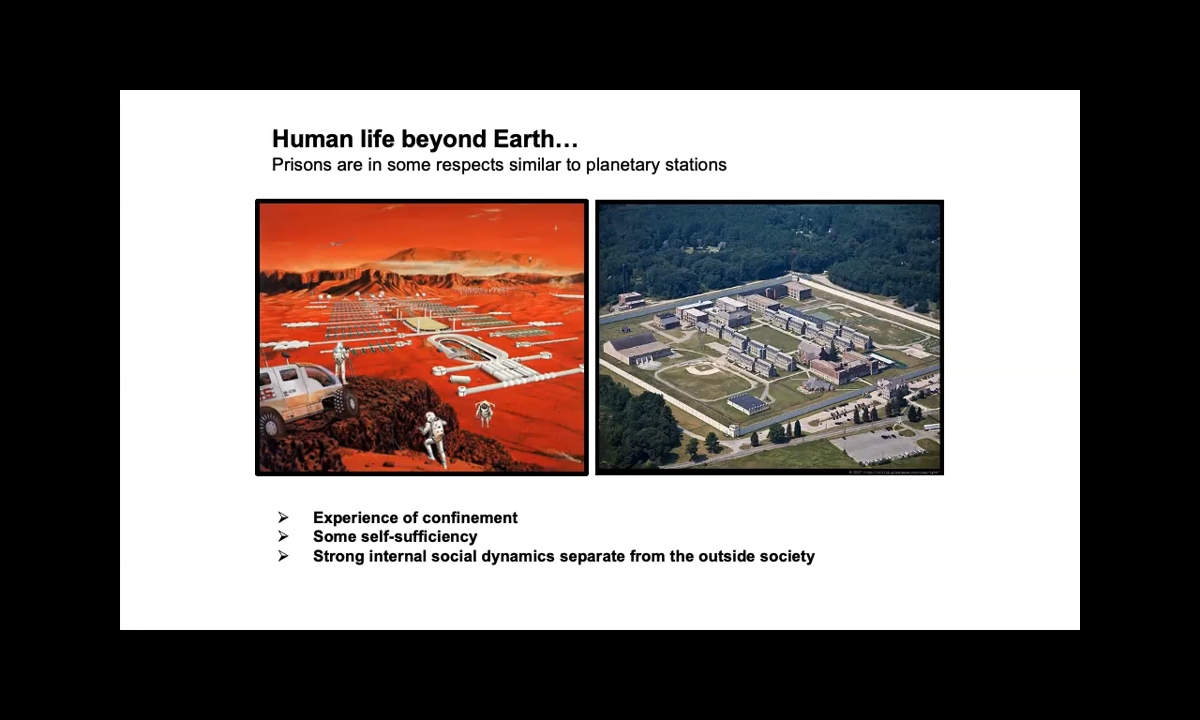 Human life beyond Earth…
Prisons are in some respects similar to planetary stations
➢ Experience of confinement
➢ Some self-sufficiency
➢ Strong internal social dynamics separate from the outside society